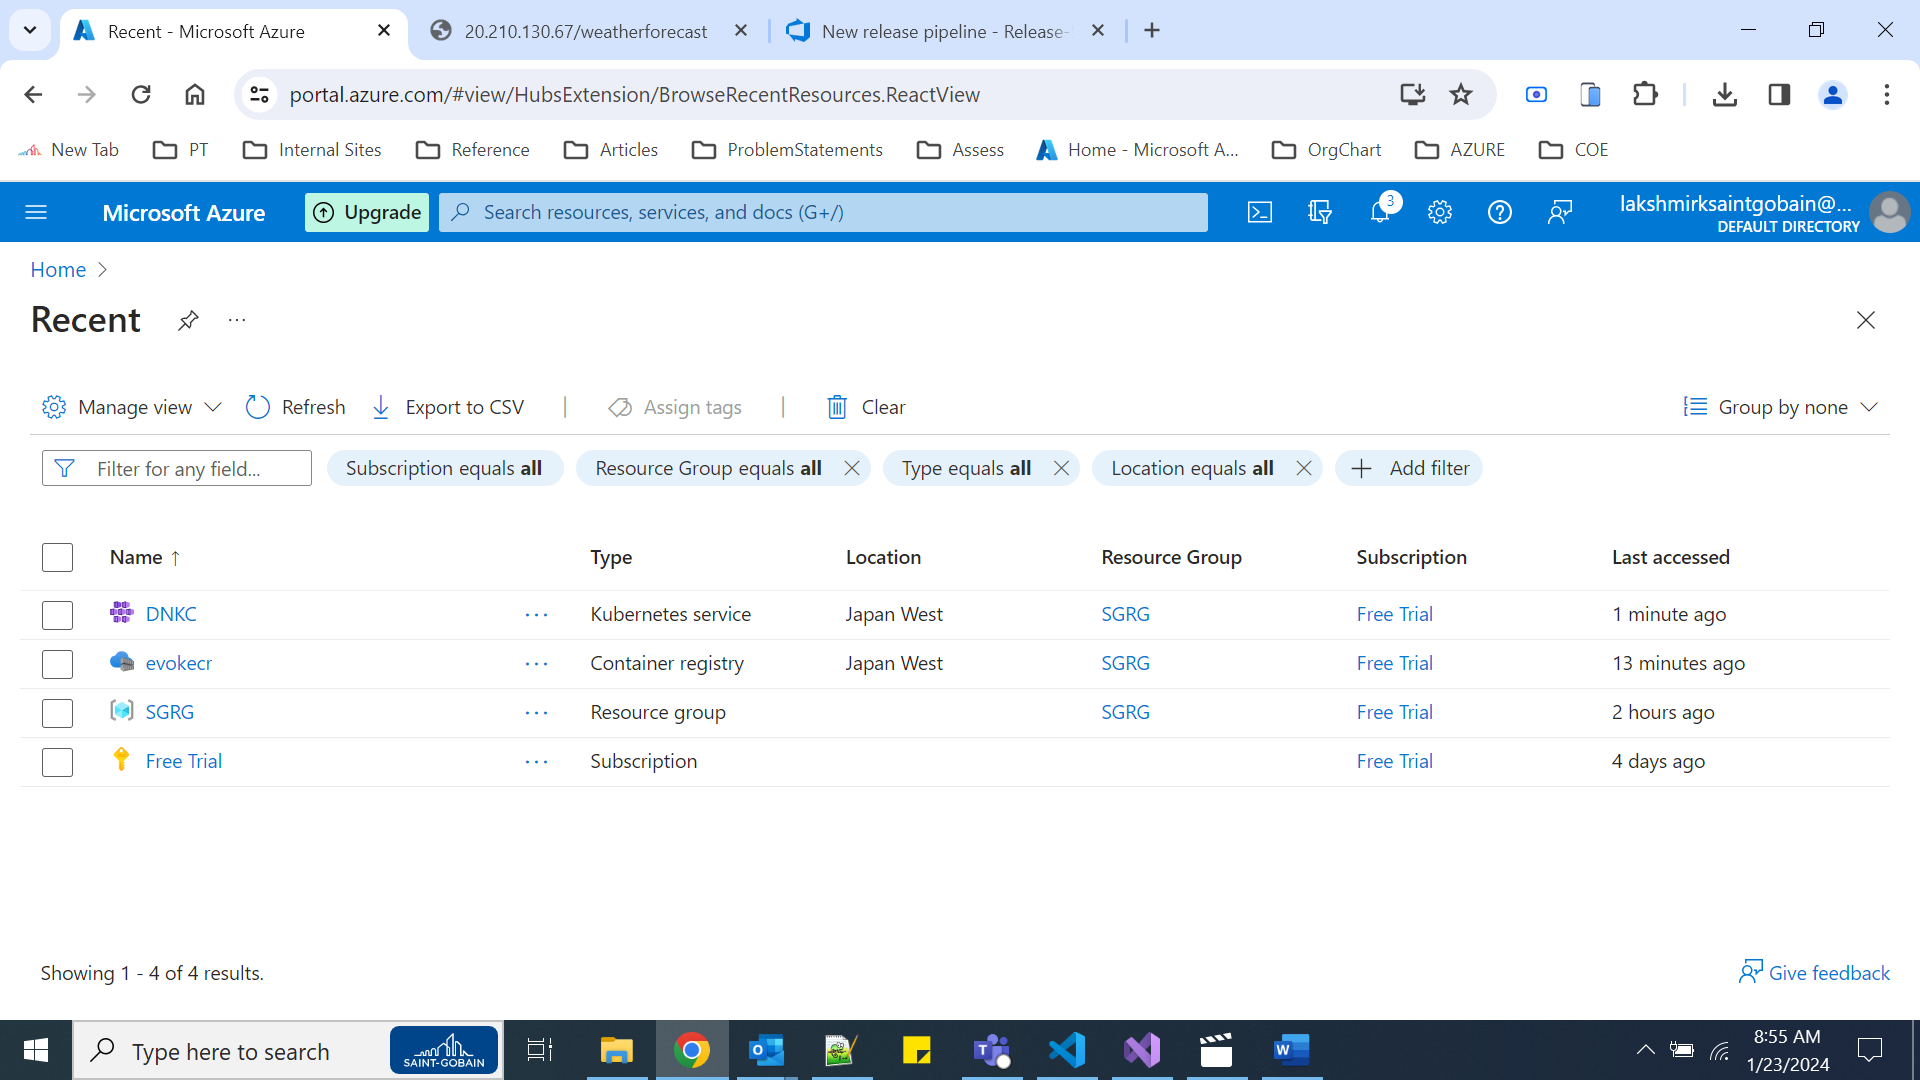 Recent - Microsoft Azure
20.210.130.67/weatherforecast
New release pipeline - Release-
portal.azure.com/#view/HubsExtension/BrowseRecentResources.ReactView
New Tab
PT
Internal Sites
Reference
Articles
ProblemStatements
Assess
Home - Microsoft A...
OrgChart
AZURE
COE
Microsoft Azure
Upgrade
Search resources, services, and docs (G+/)
3
lakshmirksaintgobain@...
DEFAULT DIRECTORY
Home
Recent
Manage view
Refresh
Export to CSV
Assign tags
Clear
Group by none
Filter for any field...
Subscription equals all
Resource Group equals all
Type equals all
Location equals all
Add filter
Name ↑ Type Location Resource Group Subscription Last accessed
DNKC Kubernetes service Japan West SGRG Free Trial 1 minute ago
evokecr Container registry Japan West SGRG Free Trial 13 minutes ago
SGRG Resource group SGRG Free Trial 2 hours ago
Free Trial Subscription Free Trial 4 days ago
Showing 1 - 4 of 4 results.
Give feedback
Type here to search
SAINT-GOBAIN
8:55 AM
1/23/2024